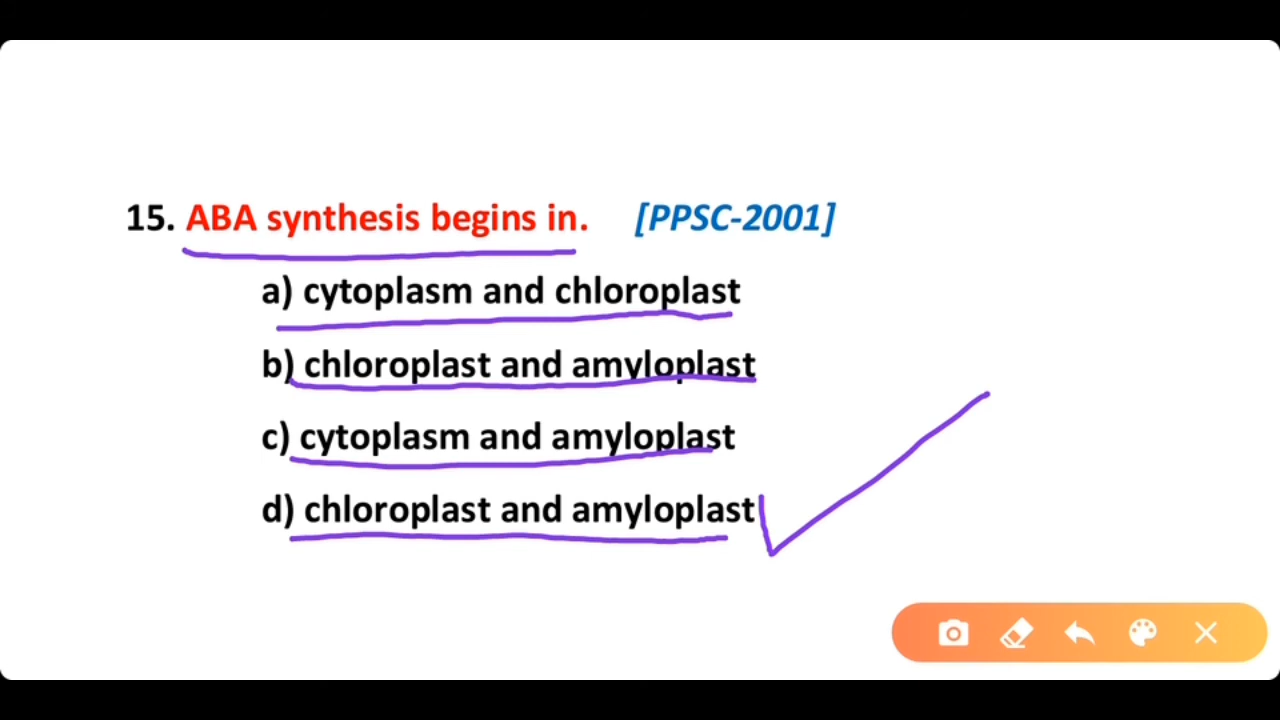 15. ABA synthesis begins in. [PPSC-2001]
a) cytoplasm and chloroplast
b) chloroplast and amyloplast
c) cytoplasm and amyloplast
d) chloroplast and amyloplast